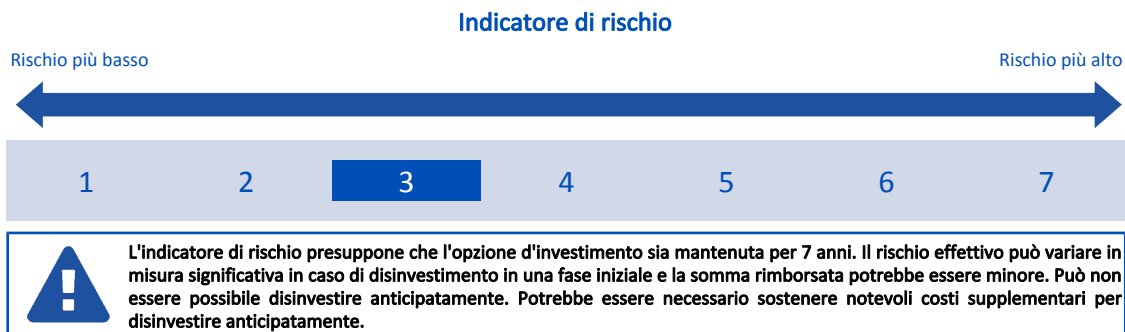 Indicatore di rischio
Rischio più basso
Rischio più alto
1 2 3 4 5 6 7
L'indicatore di rischio presuppone che l'opzione d'investimento sia mantenuta per 7 anni. Il rischio effettivo può variare in
misura significativa in caso di disinvestimento in una fase iniziale e la somma rimborsata potrebbe essere minore. Può non
essere possibile disinvestire anticipatamente. Potrebbe essere necessario sostenere notevoli costi supplementari per
disinvestire anticipatamente.